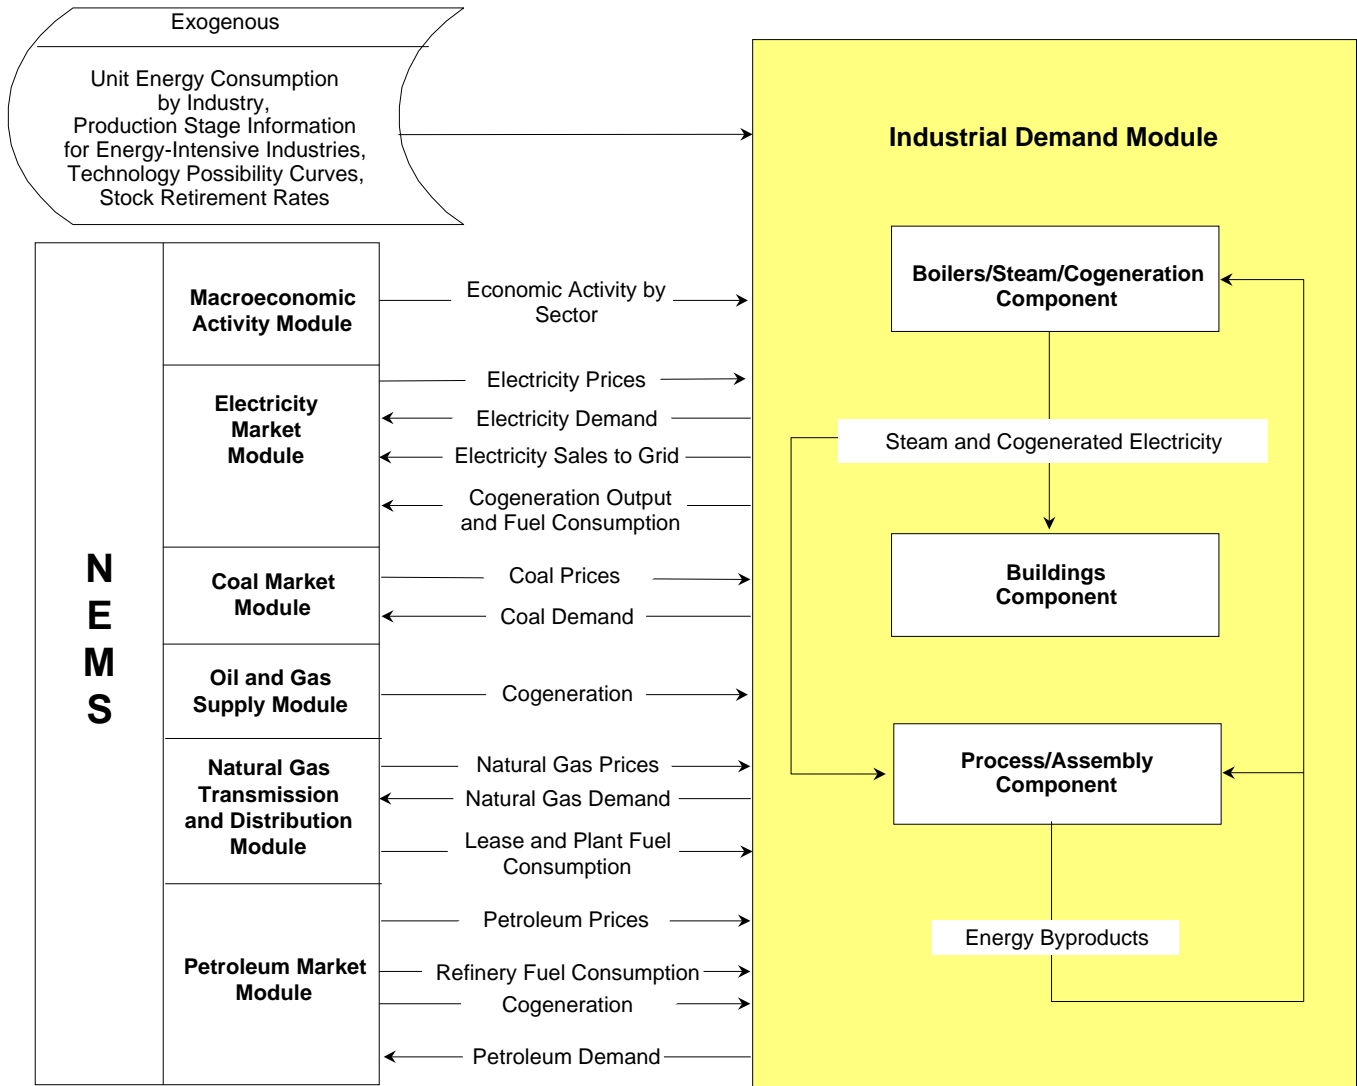 Exogenous
Unit Energy Consumption
by Industry,
Production Stage Information
for Energy-Intensive Industries,
Technology Possibility Curves,
Stock Retirement Rates
Industrial Demand Module
N
E
M
S
Macroeconomic
Activity Module
Economic Activity by
Sector
Electricity
Market
Module
Electricity Prices
Electricity Demand
Electricity Sales to Grid
Cogeneration Output
and Fuel Consumption
Coal Market
Module
Coal Prices
Coal Demand
Oil and Gas
Supply Module
Cogeneration
Natural Gas
Transmission
and Distribution
Module
Natural Gas Prices
Natural Gas Demand
Lease and Plant Fuel
Consumption
Petroleum Market
Module
Petroleum Prices
Refinery Fuel Consumption
Cogeneration
Petroleum Demand
Boilers/Steam/Cogeneration
Component
Steam and Cogenerated Electricity
Buildings
Component
Process/Assembly
Component
Energy Byproducts